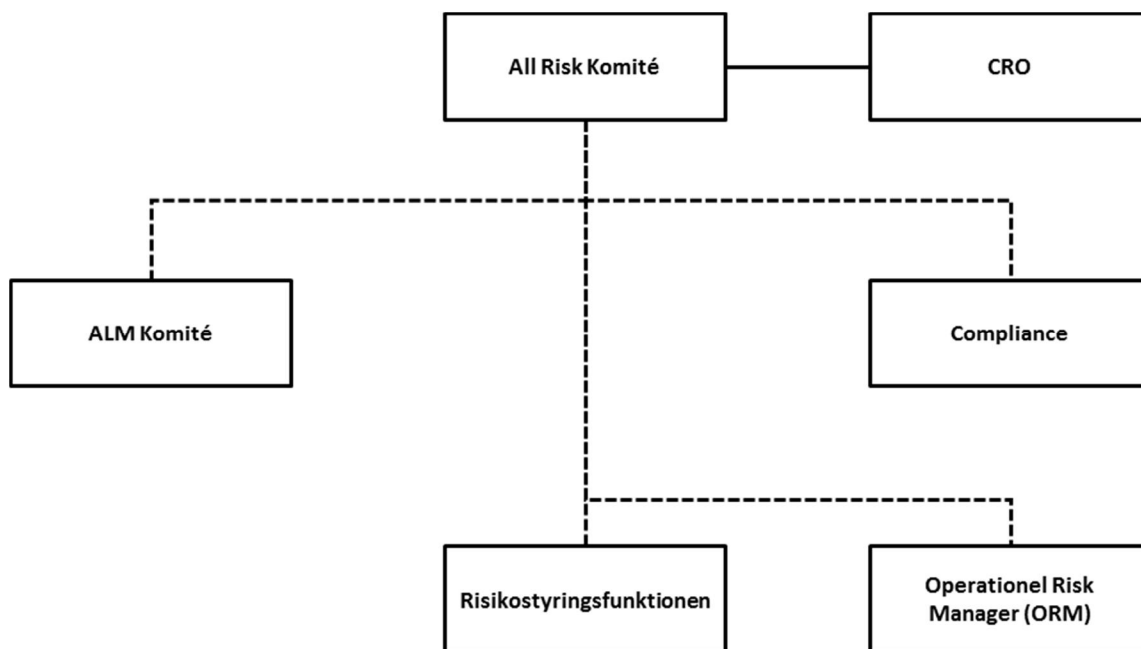 All Risk Komité
CRO
ALM Komité
Compliance
Risikostyringsfunktionen
Operationel Risk
Manager (ORM)